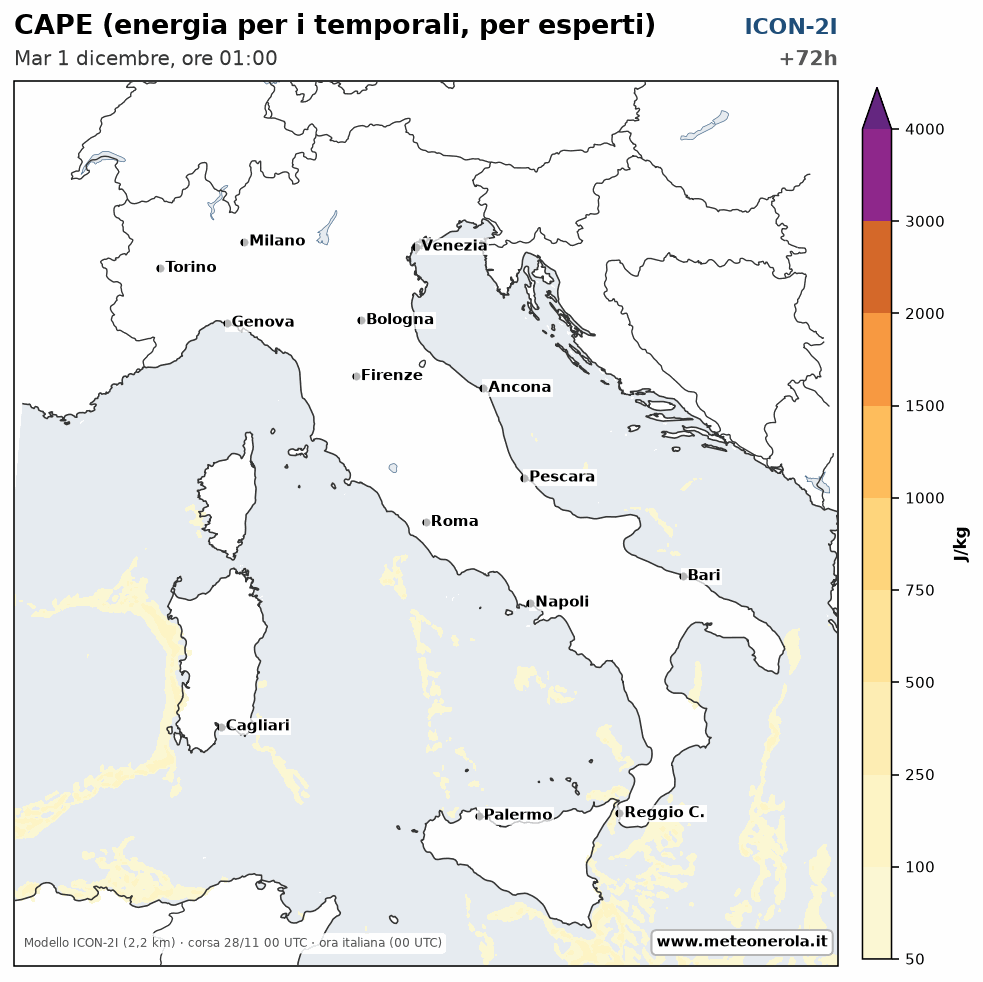 CAPE (energia per i temporali, per esperti)
ICON-2I
Mar 1 dicembre, ore 01:00
+72h
4000
3000
2000
1500
1000
750
500
250
100
50
J/kg
Milano
Venezia
Torino
Genova
Bologna
Firenze
Ancona
Pescara
Roma
Bari
Napoli
Cagliari
Palermo
Reggio C.
Modello ICON-2I (2,2 km) · corsa 28/11 00 UTC · ora italiana (00 UTC)
www.meteonerola.it